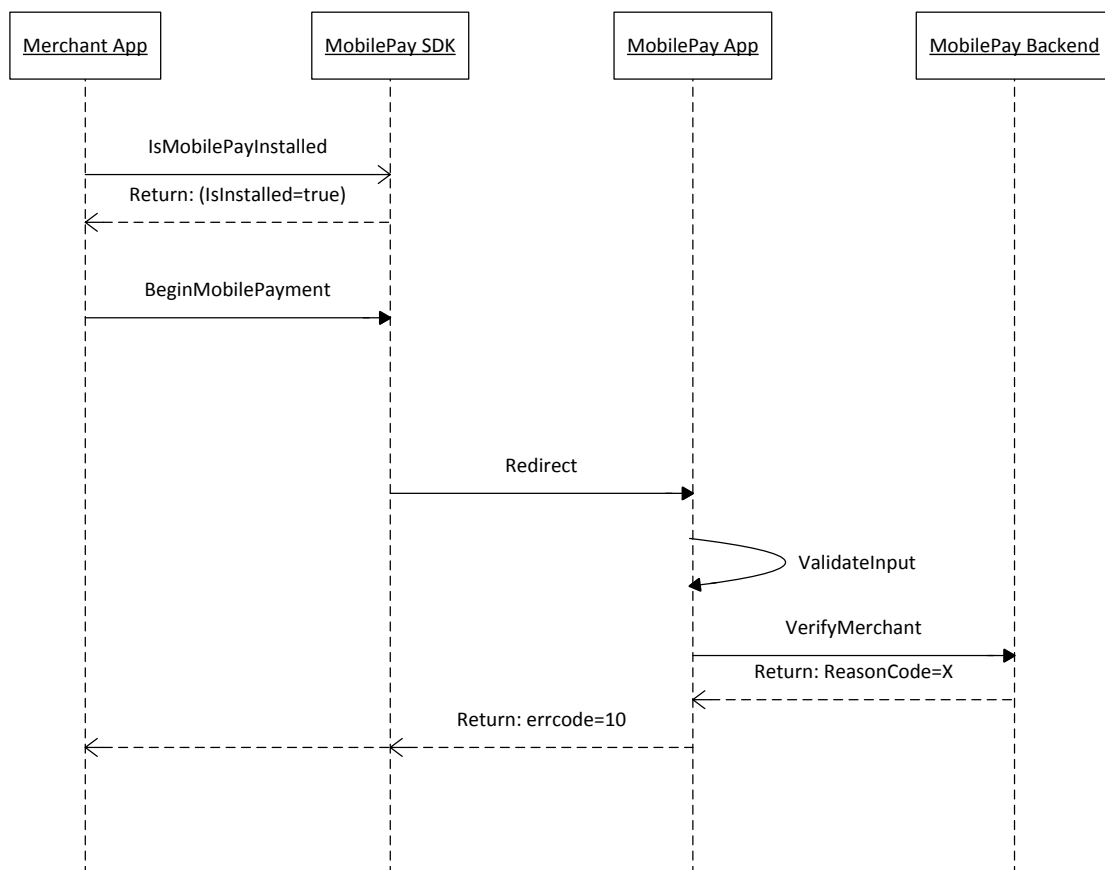 Merchant App
MobilePay SDK
MobilePay App
MobilePay Backend
IsMobilePayInstalled
Return: (IsInstalled=true)
BeginMobilePayment
Redirect
ValidateInput
VerifyMerchant
Return: ReasonCode=X
Return: errcode=10